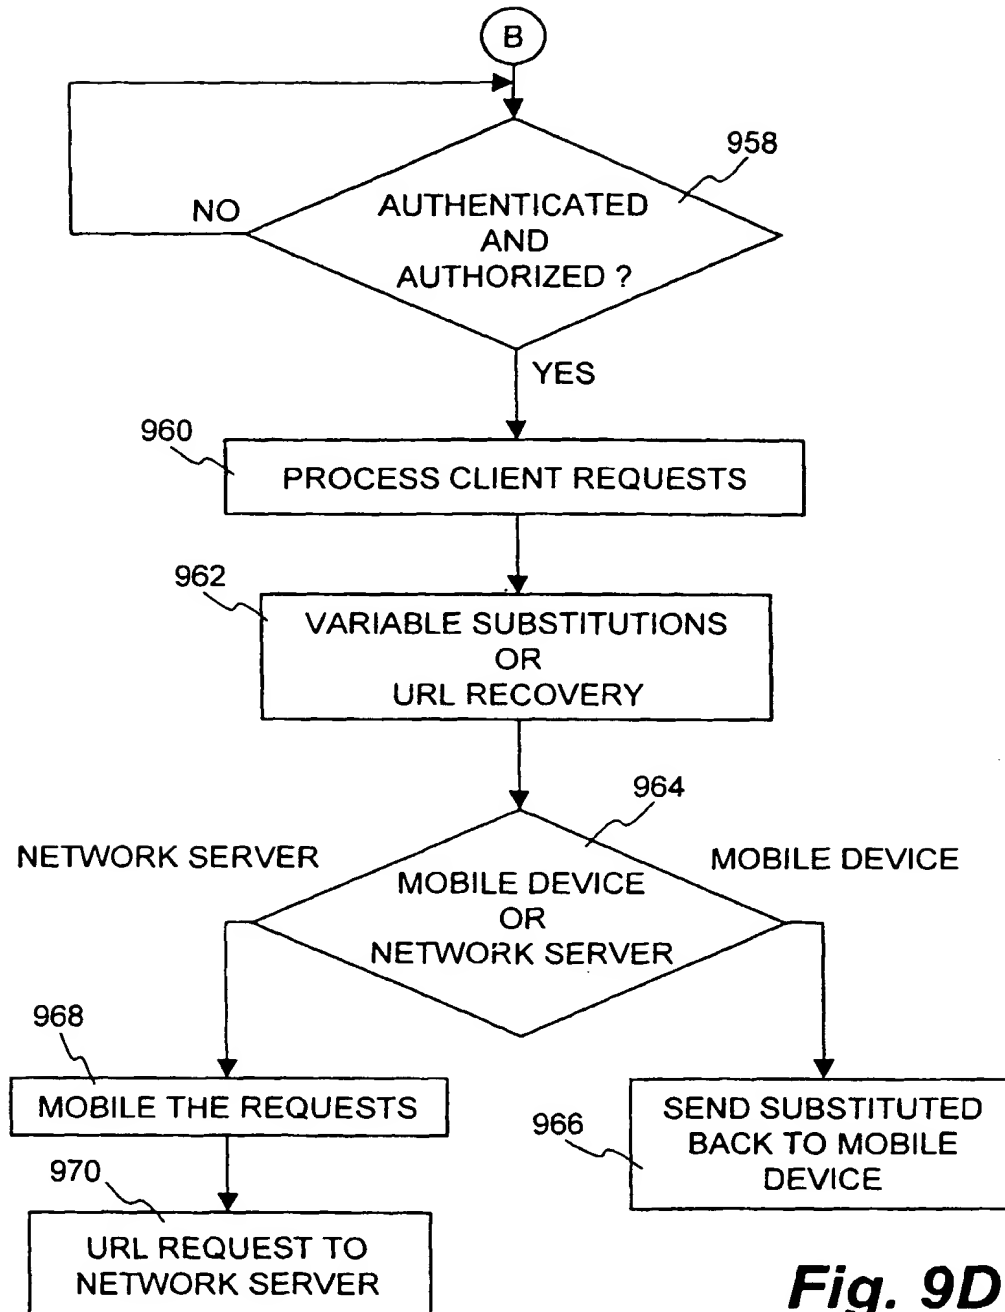 B
958
NO
AUTHENTICATED
AND
AUTHORIZED ?
YES
960
PROCESS CLIENT REQUESTS
962
VARIABLE SUBSTITUTIONS
OR
URL RECOVERY
964
NETWORK SERVER
MOBILE DEVICE
MOBILE DEVICE
OR
NETWORK SERVER
968
MOBILE THE REQUESTS
966
SEND SUBSTITUTED
BACK TO MOBILE
DEVICE
970
URL REQUEST TO
NETWORK SERVER
Fig. 9D